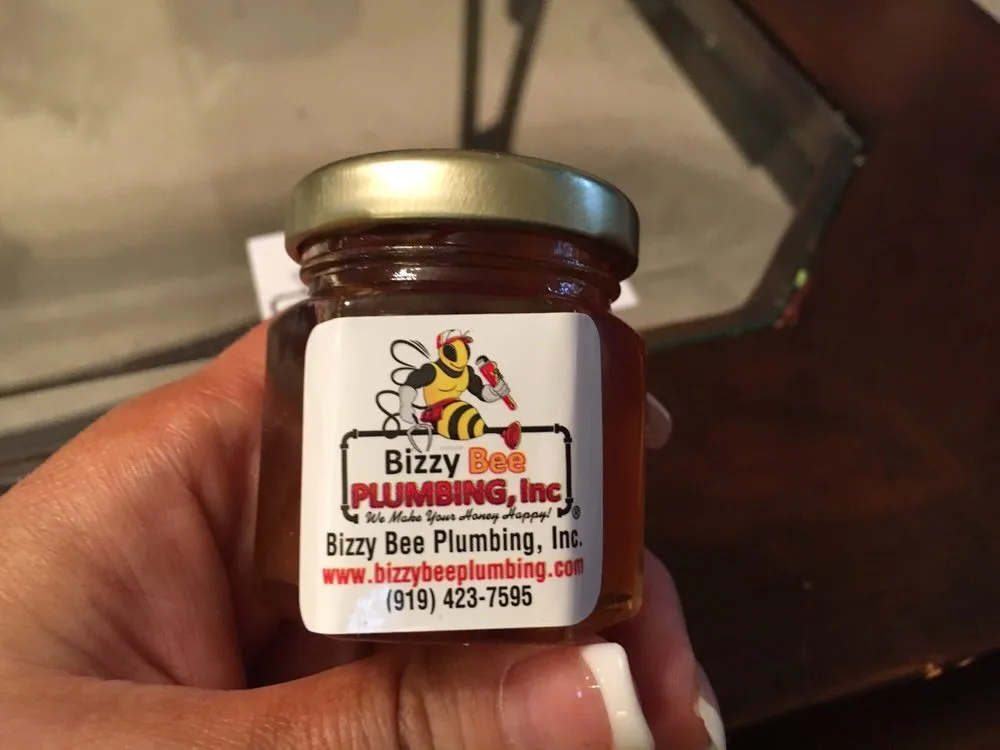 Bizzy Bee
PLUMBING, Inc
We Make Your Honey Happy!®
Bizzy Bee Plumbing, Inc.
www.bizzybeeplumbing.com
(919) 423-7595